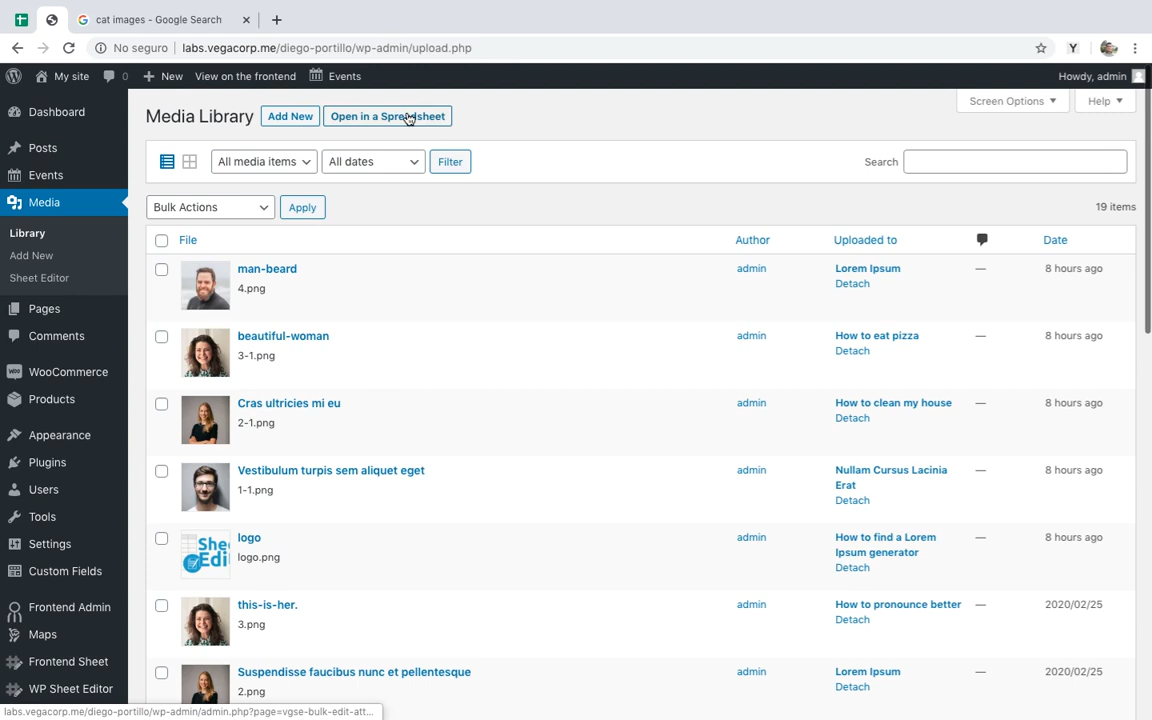 cat images - Google Search
No seguro
labs.vegacorp.me/diego-portillo/wp-admin/upload.php
Y
My site
0
New
View on the frontend
Events
Howdy, admin
Dashboard
Posts
Events
Media
Library
Add New
Sheet Editor
Pages
Comments
WooCommerce
Products
Appearance
Plugins
Users
Tools
Settings
Custom Fields
Frontend Admin
Maps
Frontend Sheet
WP Sheet Editor
Media Library
Add New
Open in a Spreadsheet
Screen Options
Help
All media items
All dates
Filter
Search
Bulk Actions
Apply
19 items
File
Author
Uploaded to
Date
man-beard
4.png
admin
Lorem Ipsum
Detach
—
8 hours ago
beautiful-woman
3-1.png
admin
How to eat pizza
Detach
—
8 hours ago
Cras ultricies mi eu
2-1.png
admin
How to clean my house
Detach
—
8 hours ago
Vestibulum turpis sem aliquet eget
1-1.png
admin
Nullam Cursus Lacinia
Erat
Detach
—
8 hours ago
logo
logo.png
admin
How to find a Lorem
Ipsum generator
Detach
—
8 hours ago
this-is-her.
3.png
admin
How to pronounce better
Detach
—
2020/02/25
Suspendisse faucibus nunc et pellentesque
2.png
admin
Lorem Ipsum
Detach
—
2020/02/25
labs.vegacorp.me/diego-portillo/wp-admin/admin.php?page=vgse-bulk-edit-att...